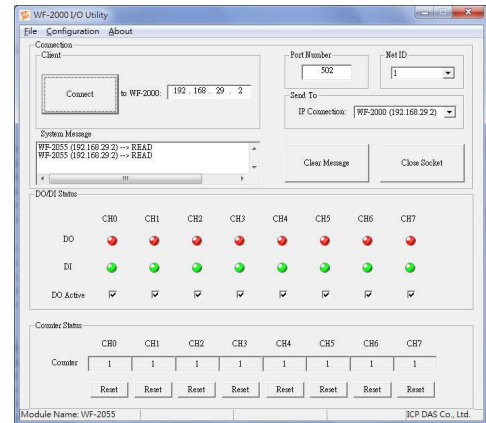 WF-2000 I/O Utility
File Configuration About
Connection
Client
Connect to WF-2000: 192 . 168 . 29 . 2
Port Number
502
Net ID
1
Send To
IP Connection: WF-2000 (192.168.29.2)
System Message
WF-2055 (192.168.29.2) --> READ
WF-2055 (192.168.29.2) --> READ
Clear Message Close Socket
DO/DI Status
CH0 CH1 CH2 CH3 CH4 CH5 CH6 CH7
DO
DI
DO Active
Counter Status
CH0 CH1 CH2 CH3 CH4 CH5 CH6 CH7
Counter 1 1 1 1 1 1 1 1
Reset Reset Reset Reset Reset Reset Reset Reset
Module Name: WF-2055 ICP DAS Co., Ltd.